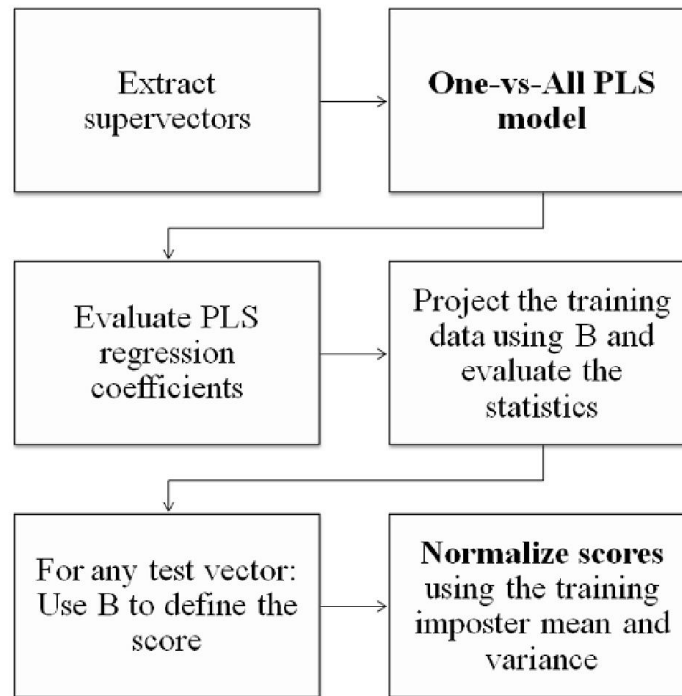 Extract
supervectors
One-vs-All PLS
model
Evaluate PLS
regression
coefficients
Project the training
data using B and
evaluate the
statistics
For any test vector:
Use B to define the
score
Normalize scores
using the training
imposter mean and
variance